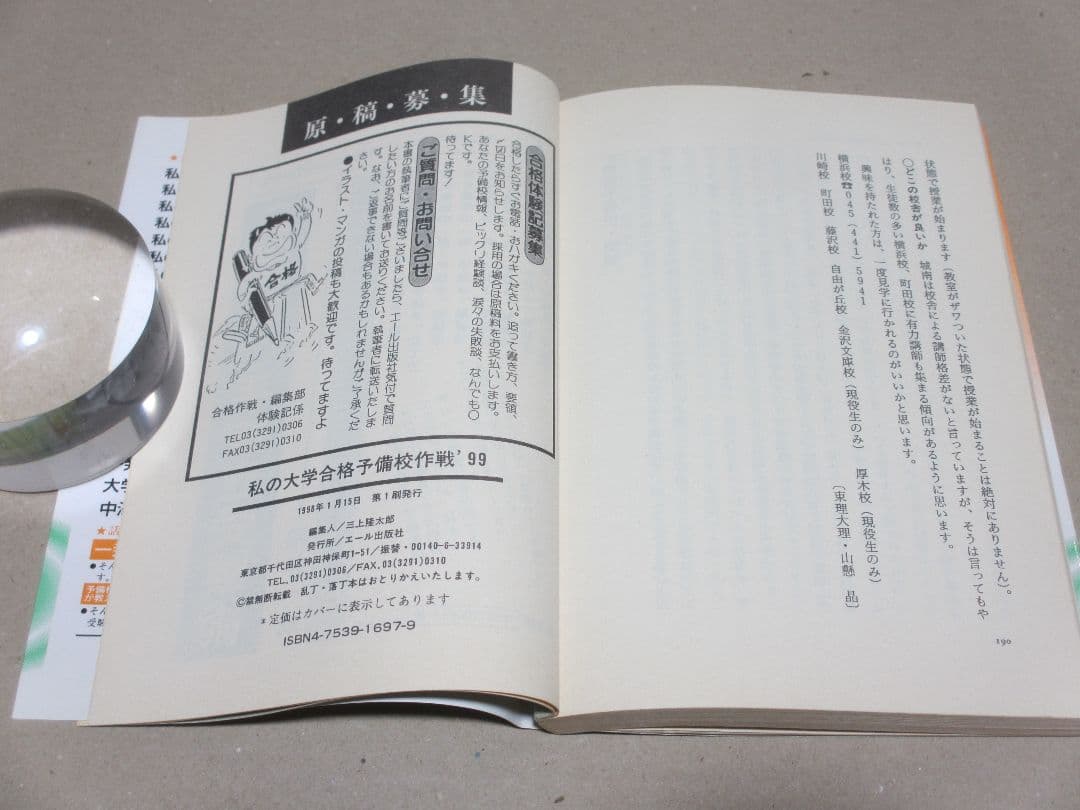 状態で授業が始まります（教室がザワついた状態で授業が始まることは絶対にありません）。
〇どこの校舎が良いか　城南は校舎による講師格差がないと言っていますが、そうは言ってもや
はり、生徒数の多い横浜校、町田校に有力講師も集まる傾向があるように思います。
興味を持たれた方は、一度見学に行かれるのがいいかと思います。
横浜校☎045（441）5941
川崎校　町田校　藤沢校　自由が丘校　金沢文庫校（現役生のみ）　厚木校（現役生のみ）
〔東理大理・山懸　晶〕
190
原・稿・募・集
合格体験記募集
合格したらすぐお電話・おハガキください。追って書き方、要領、
〆切日をお知らせします。採用の場合は原稿料をお支払いします。
あなたの予備校情報、ビックリ経験談、涙々の失敗談、なんでも〇
Kです。
待ってます！
ご質問・お問い合せ
本書の執筆者にご質問等ございましたら、エール出版社気付で質問
したい方のお名前を書いてお送りください。執筆者に転送いたしま
す。なお、ご返事できない場合もあるかもしれませんがご了承くだ
さい。
●イラスト・マンガの投稿も大歓迎です。待ってますよ
合格
合格作戦・編集部
体験記係
TEL03(3291)0306
FAX03(3291)0310
私の大学合格予備校作戦'99
1998年1月15日　第1刷発行
編集人／三上隆太郎
発行所／エール出版社
東京都千代田区神田神保町1-51／振替・00140-6-33914
TEL.03(3291)0306／FAX.03(3291)0310
©禁無断転載　乱丁・落丁本はおとりかえいたします。
＊定価はカバーに表示してあります
ISBN4-7539-1697-9
★
私
私
私
私
私
大学